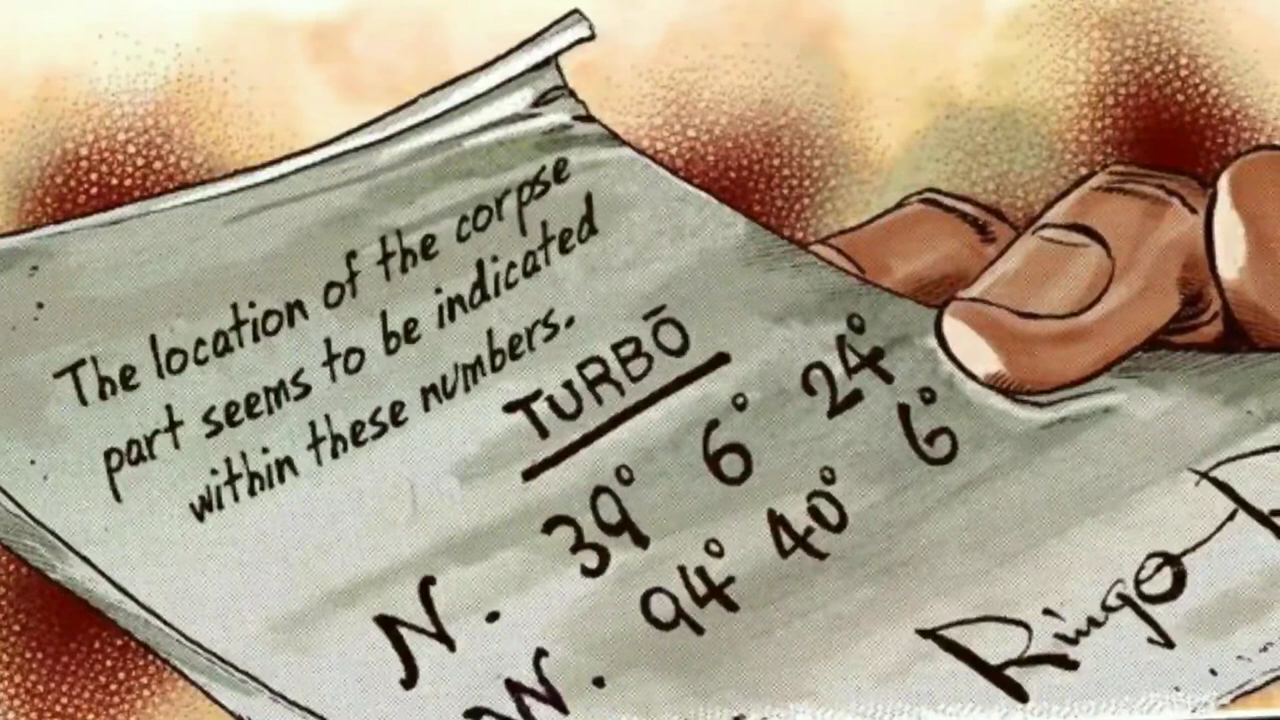 The location of the corpse
part seems to be indicated
within these numbers.
TURBŌ
N. 39° 6° 24°
W. 94° 40° 6°
Ringo